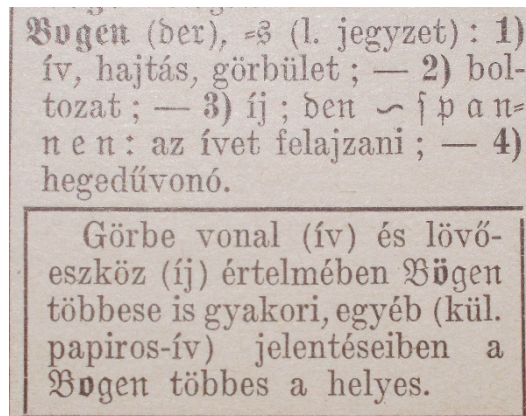 Bogen (der), =s (l. jegyzet) : 1)
ív, hajtás, görbület ; — 2) bol-
tozat ; — 3) íj ; den ∽ span=
nen: az ívet felajzani ; — 4)
hegedűvonó.
Görbe vonal (ív) és lövő-
eszköz (íj) értelmében Bögen
többese is gyakori, egyéb (kül.
papiros-ív) jelentéseiben a
Bogen többes a helyes.